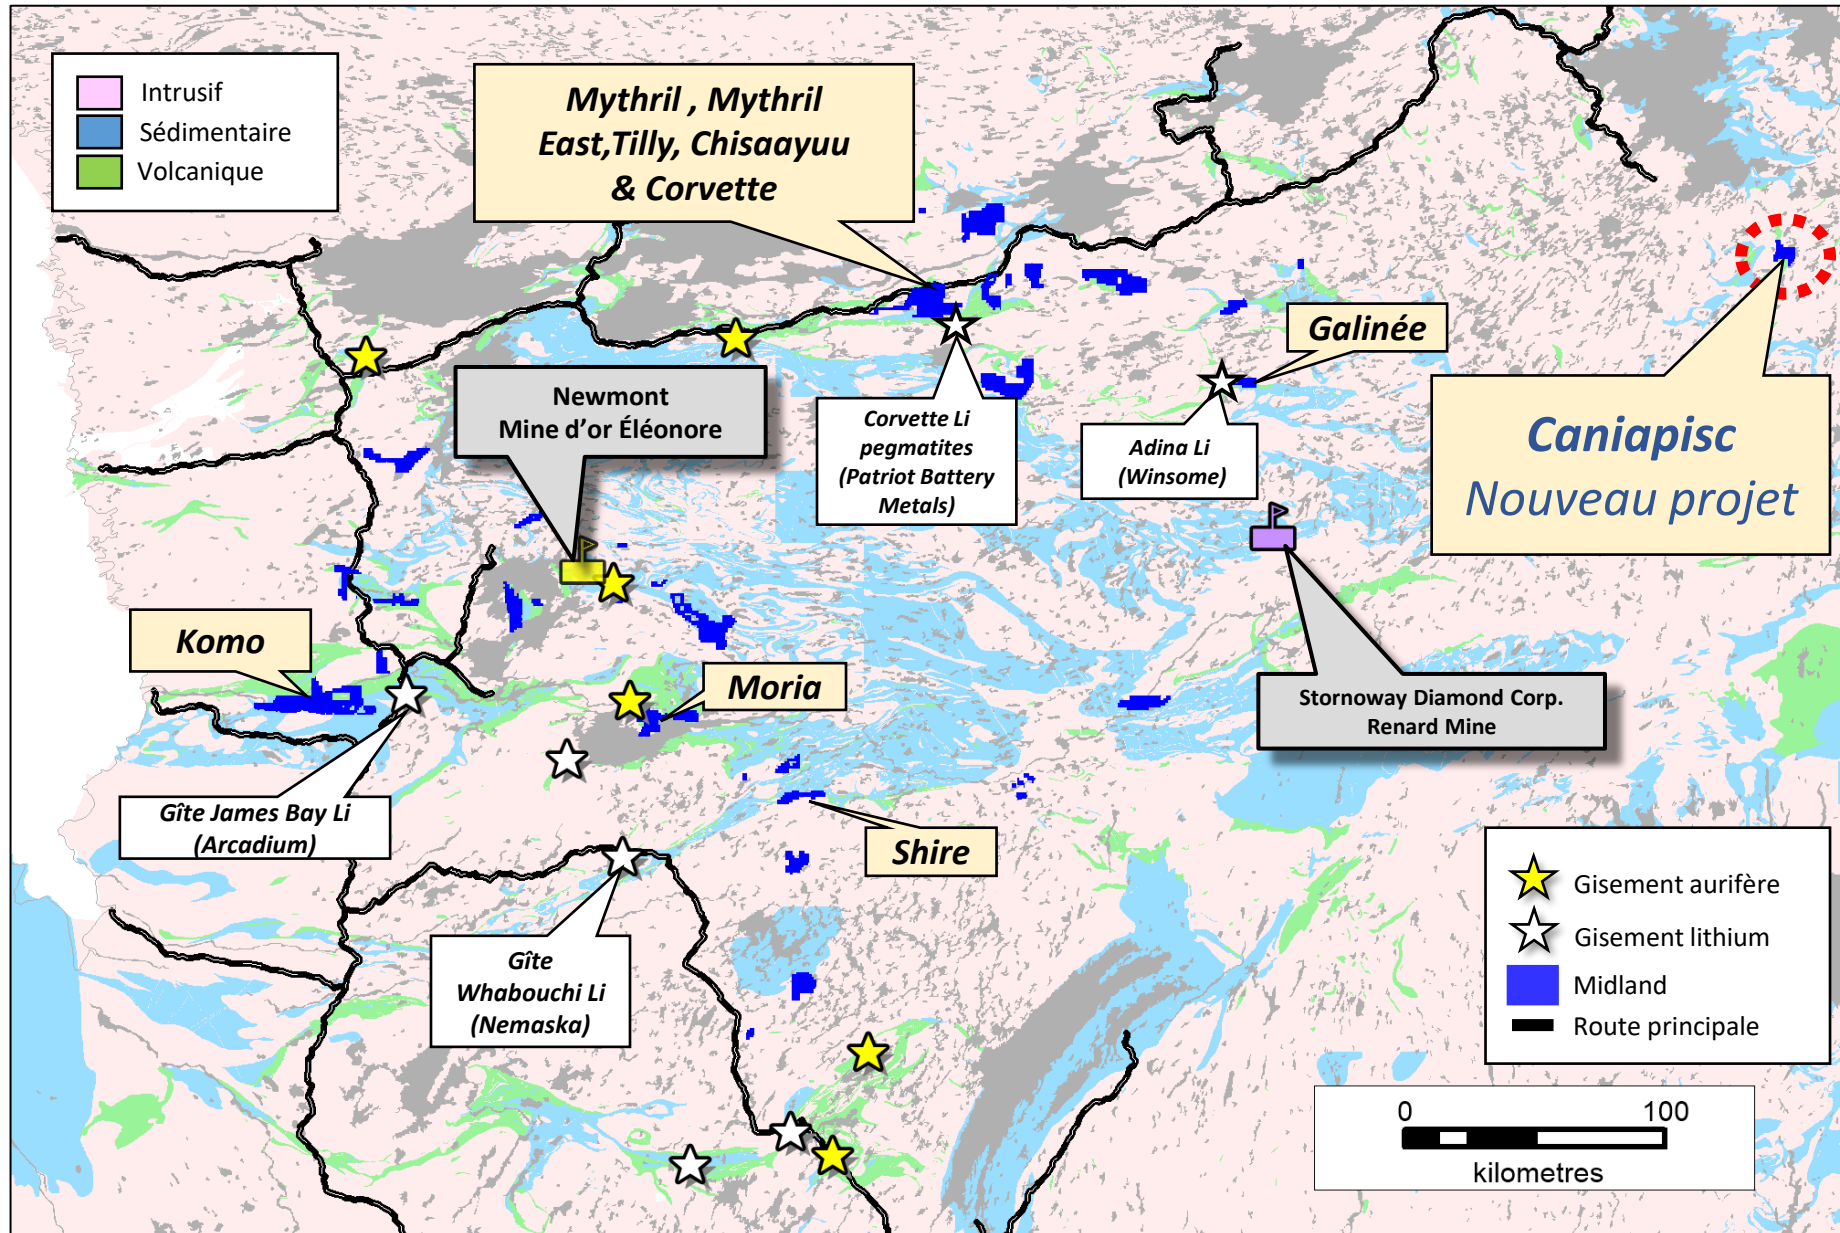 Intrusif
Sédimentaire
Volcanique
Mythril , Mythril
East,Tilly, Chisaayuu
& Corvette
Galinée
Caniapisc
Nouveau projet
Newmont
Mine d’or Éléonore
Corvette Li
pegmatites
(Patriot Battery
Metals)
Adina Li
(Winsome)
Komo
Moria
Stornoway Diamond Corp.
Renard Mine
Gîte James Bay Li
(Arcadium)
Shire
Gîte
Whabouchi Li
(Nemaska)
Gisement aurifère
Gisement lithium
Midland
Route principale
0 100
kilometres